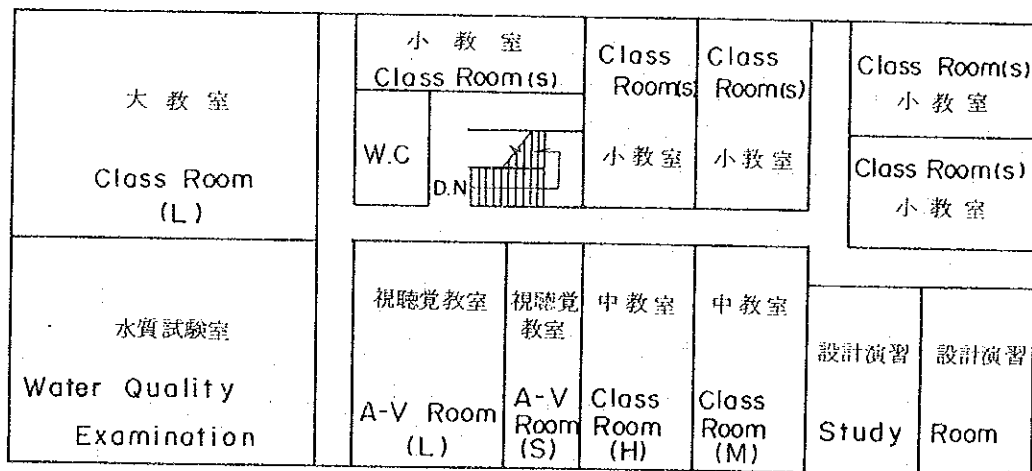 大教室
Class Room
(L)
小教室
Class Room(s)
W.C
D.N
Class
Room(s)
小教室
Class
Room(s)
小教室
Class Room(s)
小教室
Class Room(s)
小教室
水質試験室
Water Quality
Examination
視聴覚教室
A-V Room
(L)
視聴覚
教室
A-V
Room
(S)
中教室
Class
Room
(H)
中教室
Class
Room
(M)
設計演習
Study
設計演習
Room